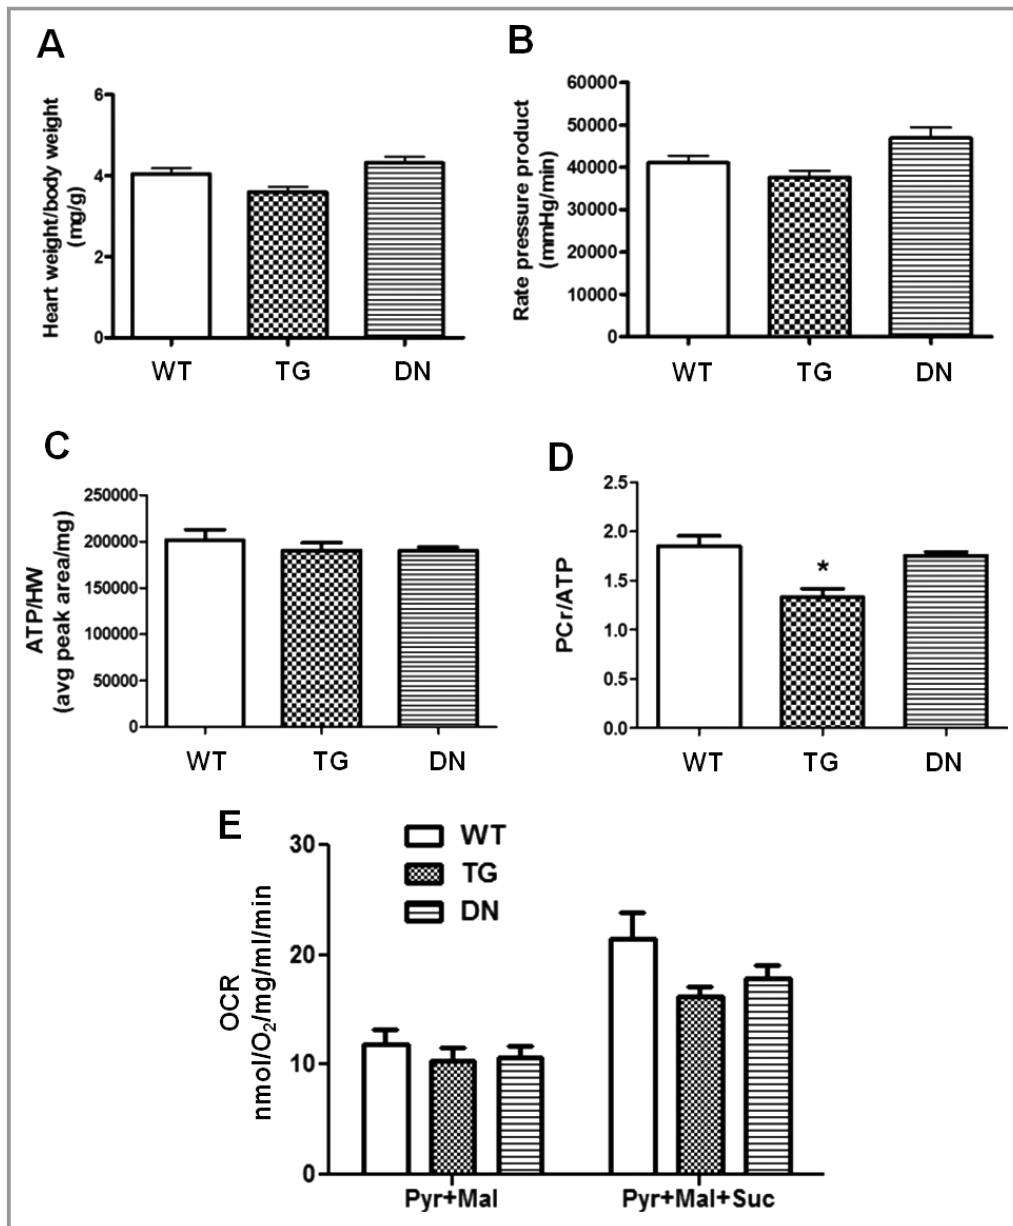 A
Heart weight/body weight
(mg/g)
6
4
2
0
WT TG DN
B
Rate pressure product
(mmHg/min)
60000
50000
40000
30000
20000
10000
0
WT TG DN
C
ATP/HW
(avg peak area/mg)
250000
200000
150000
100000
50000
0
WT TG DN
D
PCr/ATP
2.5
2.0
1.5
1.0
0.5
0.0
*
WT TG DN
E
OCR
nmol/O₂/mg/ml/min
30
20
10
0
WT
TG
DN
Pyr+Mal Pyr+Mal+Suc